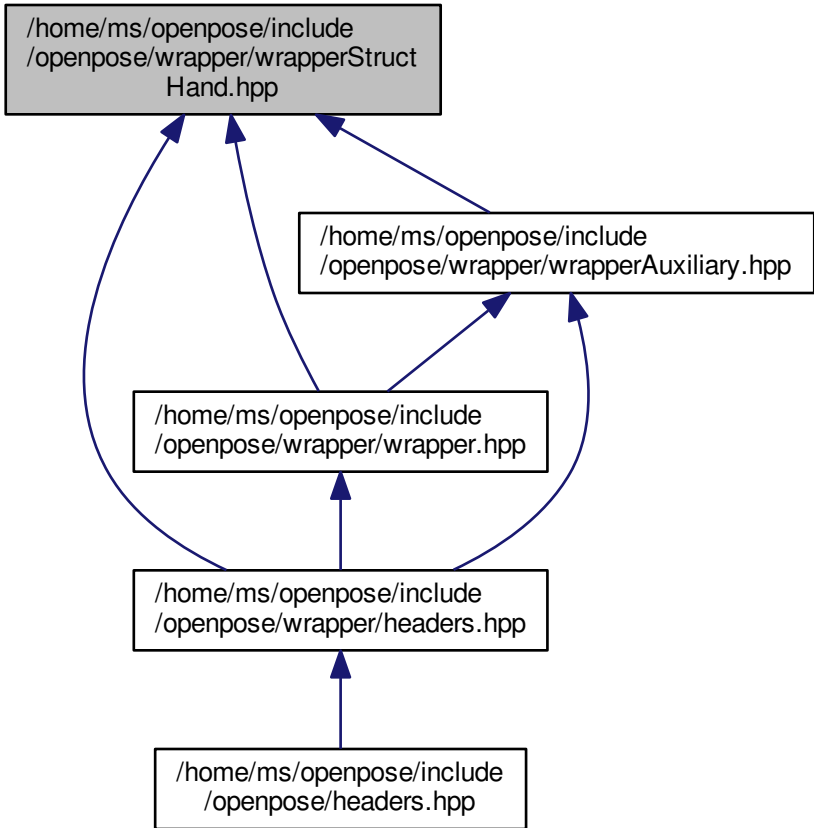 /home/ms/openpose/include
/openpose/wrapper/wrapperStruct
Hand.hpp
/home/ms/openpose/include
/openpose/wrapper/wrapperAuxiliary.hpp
/home/ms/openpose/include
/openpose/wrapper/wrapper.hpp
/home/ms/openpose/include
/openpose/wrapper/headers.hpp
/home/ms/openpose/include
/openpose/headers.hpp